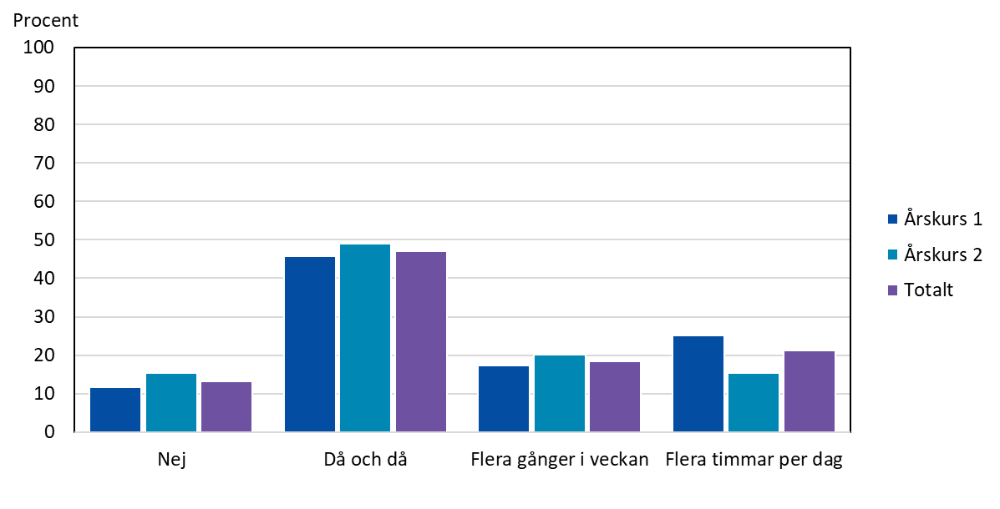 Procent
100
90
80
70
60
50
40
30
20
10
0
Nej
Då och då
Flera gånger i veckan
Flera timmar per dag
Årskurs 1
Årskurs 2
Totalt